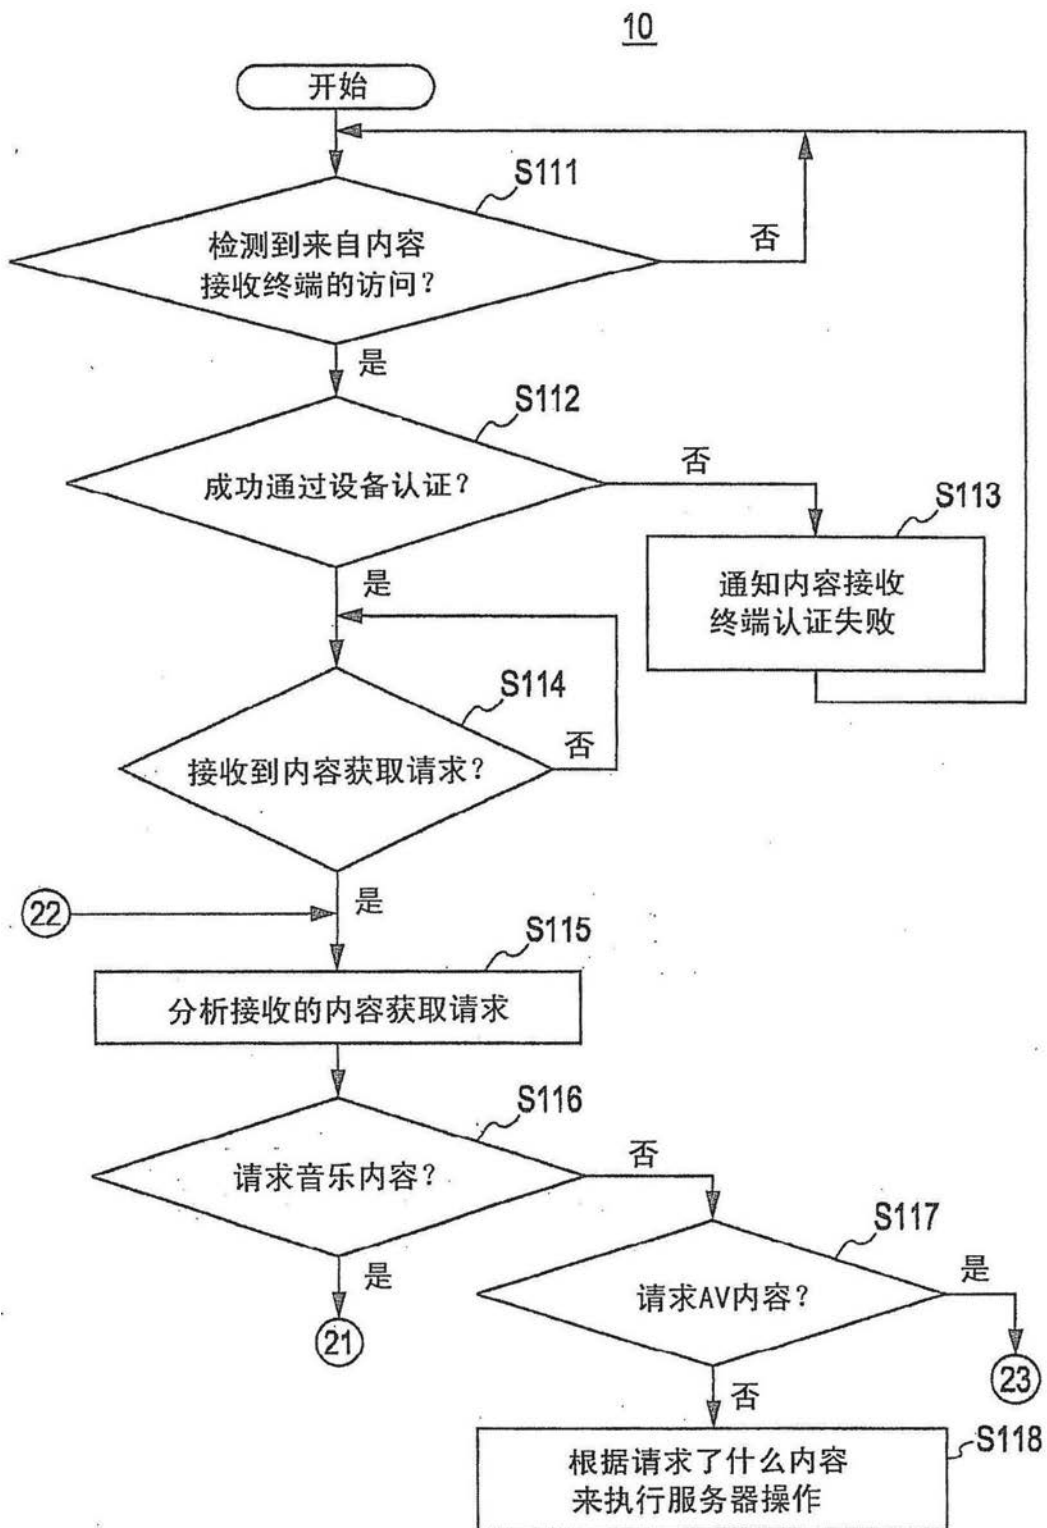 10
开始
S111
检测到来自内容
接收终端的访问？
否
是
S112
成功通过设备认证？
否
S113
通知内容接收
终端认证失败
是
S114
接收到内容获取请求？
否
是
22
S115
分析接收的内容获取请求
S116
请求音乐内容？
否
是
21
S117
请求AV内容？
是
23
否
S118
根据请求了什么内容
来执行服务器操作